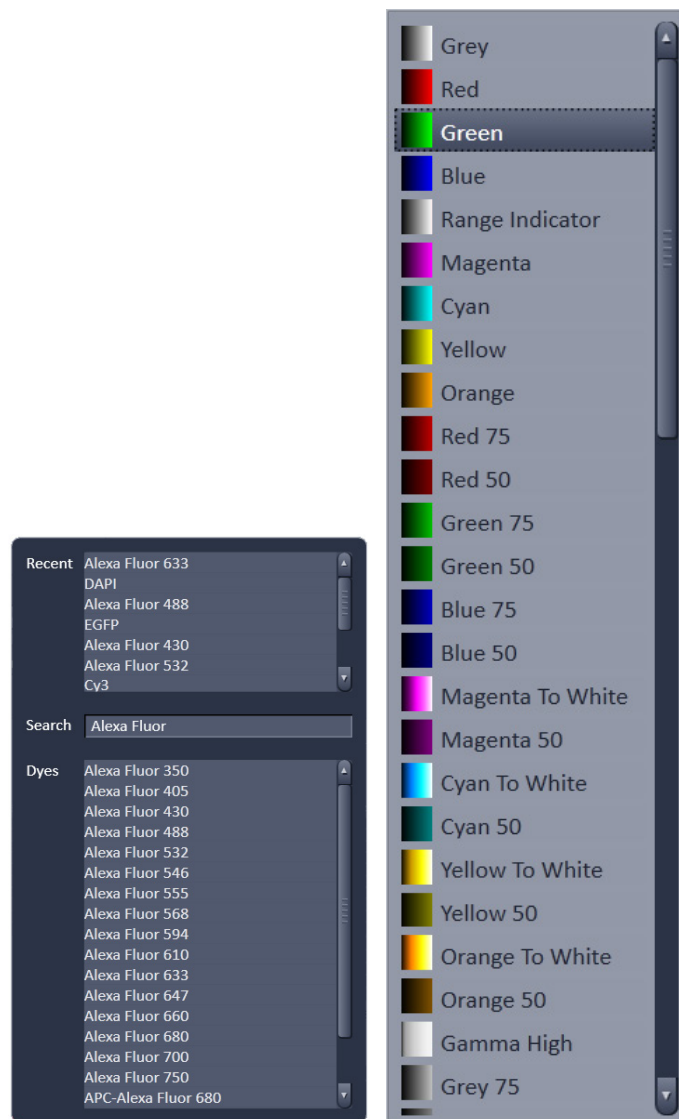 Recent
Alexa Fluor 633
DAPI
Alexa Fluor 488
EGFP
Alexa Fluor 430
Alexa Fluor 532
Cy3
Search
Alexa Fluor
Dyes
Alexa Fluor 350
Alexa Fluor 405
Alexa Fluor 430
Alexa Fluor 488
Alexa Fluor 532
Alexa Fluor 546
Alexa Fluor 555
Alexa Fluor 568
Alexa Fluor 594
Alexa Fluor 610
Alexa Fluor 633
Alexa Fluor 647
Alexa Fluor 660
Alexa Fluor 680
Alexa Fluor 700
Alexa Fluor 750
APC-Alexa Fluor 680
Grey
Red
Green
Blue
Range Indicator
Magenta
Cyan
Yellow
Orange
Red 75
Red 50
Green 75
Green 50
Blue 75
Blue 50
Magenta To White
Magenta 50
Cyan To White
Cyan 50
Yellow To White
Yellow 50
Orange To White
Orange 50
Gamma High
Grey 75